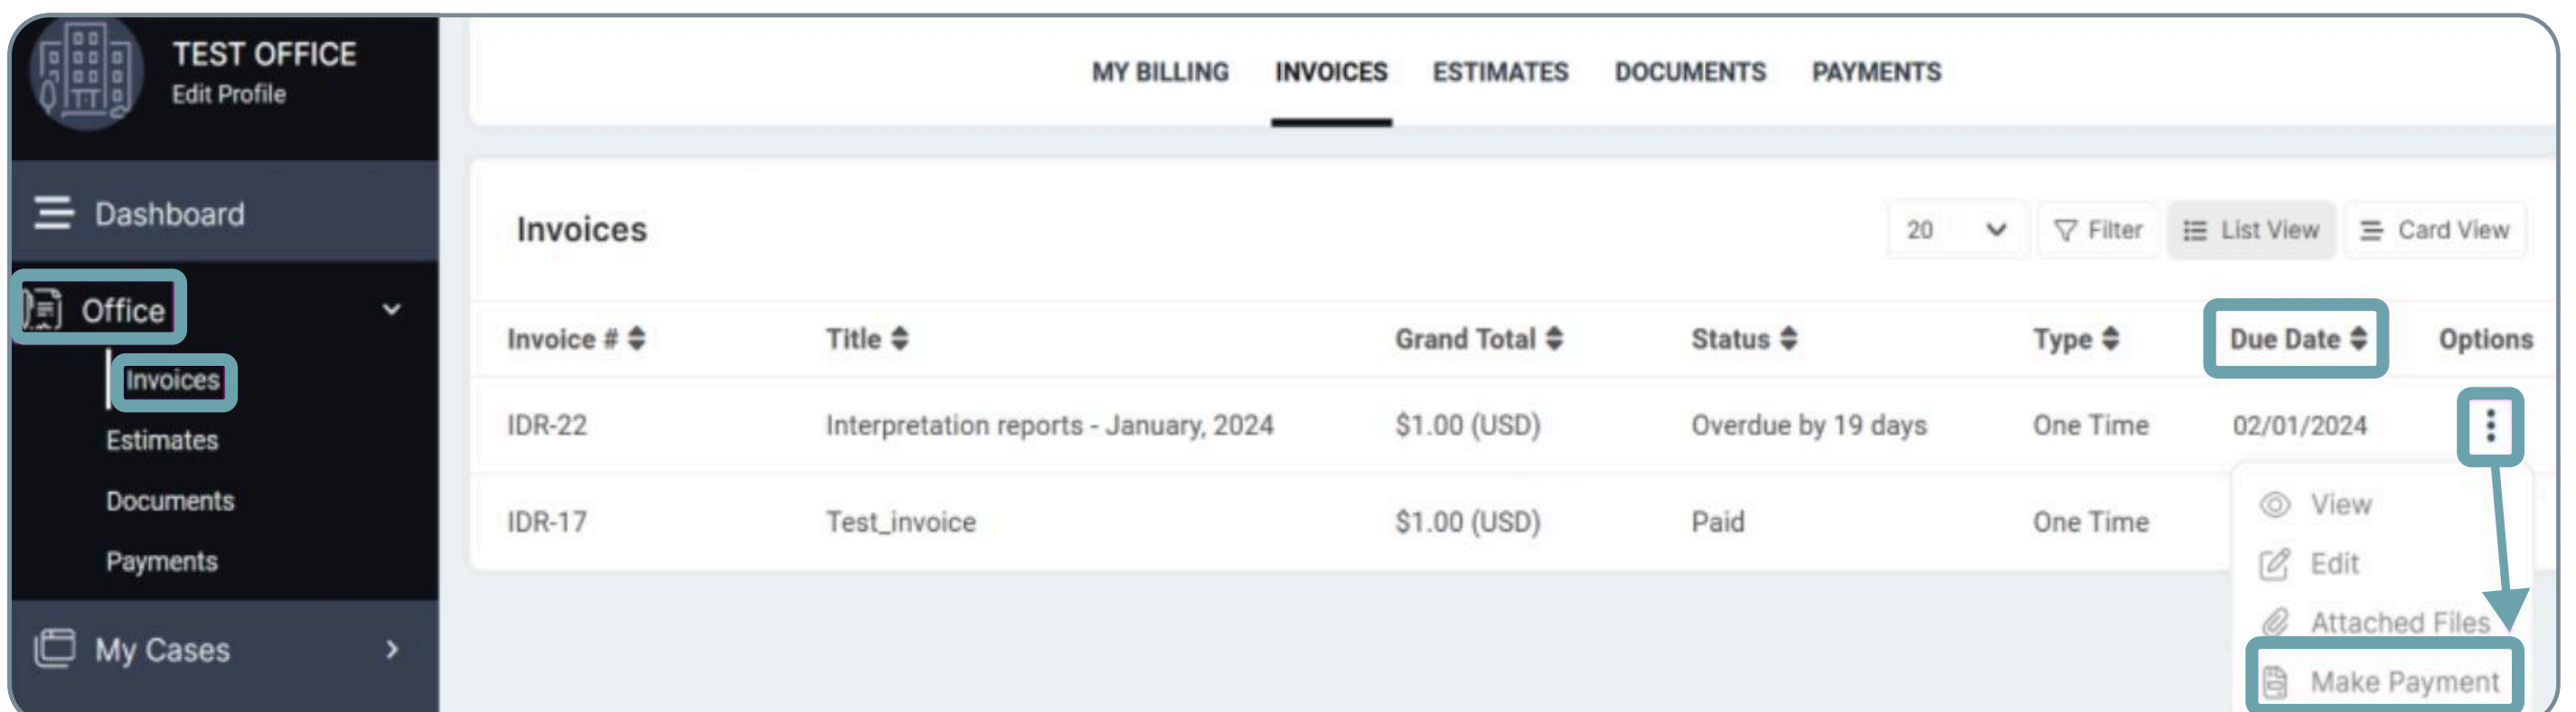 TEST OFFICE
Edit Profile
Dashboard
Office
Invoices
Estimates
Documents
Payments
My Cases
MY BILLING INVOICES ESTIMATES DOCUMENTS PAYMENTS
Invoices
20 Filter List View Card View
Invoice # Title Grand Total Status Type Due Date Options
IDR-22 Interpretation reports - January, 2024 $1.00 (USD) Overdue by 19 days One Time 02/01/2024
IDR-17 Test_invoice $1.00 (USD) Paid One Time
View
Edit
Attached Files
Make Payment